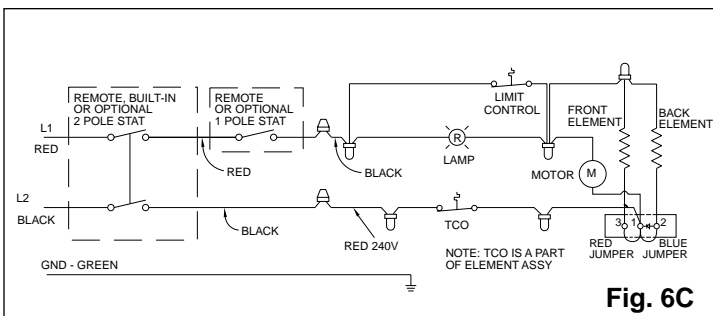 REMOTE, BUILT-IN
OR OPTIONAL
2 POLE STAT
REMOTE
OR OPTIONAL
1 POLE STAT
L1
RED
RED
BLACK
R
LAMP
LIMIT
CONTROL
FRONT
ELEMENT
BACK
ELEMENT
MOTOR
M
L2
BLACK
BLACK
RED 240V
TCO
NOTE: TCO IS A PART
OF ELEMENT ASSY
3 1 2
RED
JUMPER
BLUE
JUMPER
GND - GREEN
Fig. 6C